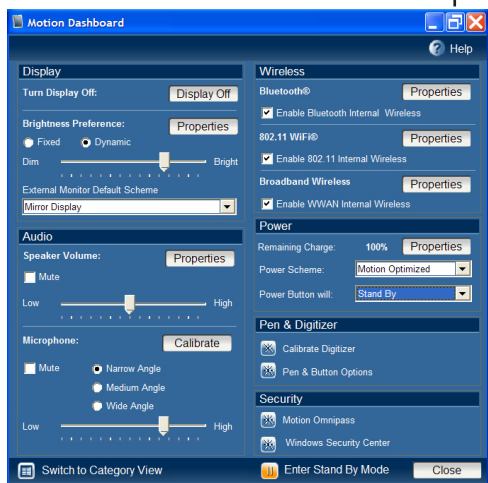 Motion Dashboard
Help
Display
Turn Display Off:
Display Off
Brightness Preference:
Properties
Fixed
Dynamic
Dim
Bright
External Monitor Default Scheme
Mirror Display
Audio
Speaker Volume:
Properties
Mute
Low
High
Microphone:
Calibrate
Mute
Narrow Angle
Medium Angle
Wide Angle
Low
High
Wireless
Bluetooth®
Properties
Enable Bluetooth Internal Wireless
802.11 WiFi®
Properties
Enable 802.11 Internal Wireless
Broadband Wireless
Properties
Enable WWAN Internal Wireless
Power
Remaining Charge: 100%
Properties
Power Scheme:
Motion Optimized
Power Button will:
Stand By
Pen & Digitizer
Calibrate Digitizer
Pen & Button Options
Security
Motion Omnipass
Windows Security Center
Switch to Category View
Enter Stand By Mode
Close